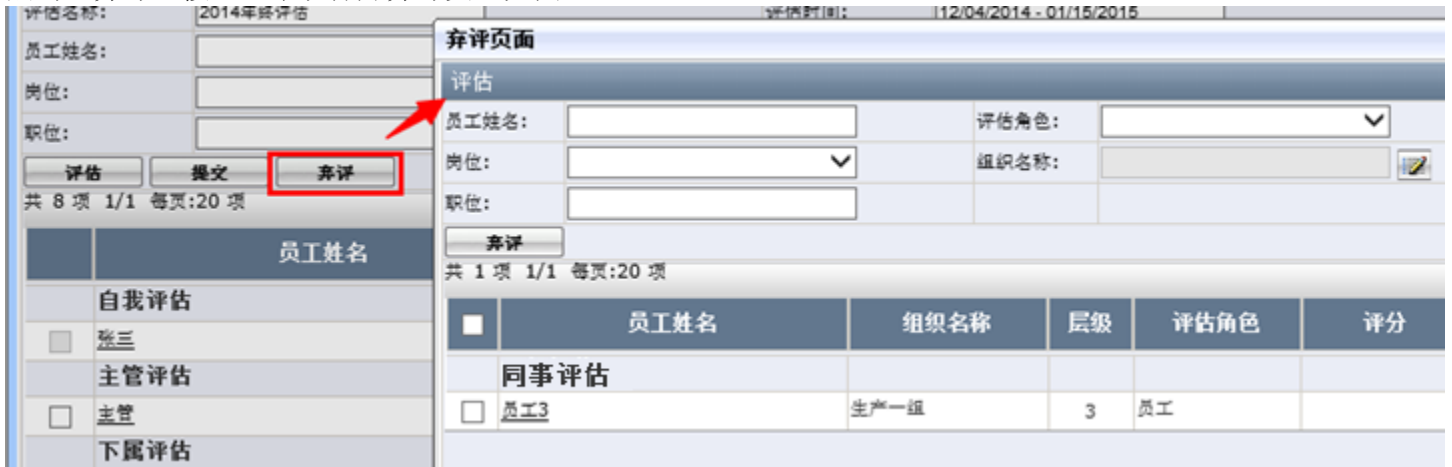 评估名称: 2014年终评估 评估时间: 12/04/2014 - 01/15/2015
员工姓名:
岗位:
职位:
评估 提交 弃评
共 8 项 1/1 每页:20 项
员工姓名
自我评估
张三
主管评估
主管
下属评估
弃评页面
评估
员工姓名: 评估角色:
岗位: 组织名称:
职位:
弃评
共 1 项 1/1 每页:20 项
员工姓名 组织名称 层级 评估角色 评分
同事评估
员工3 生产一组 3 员工